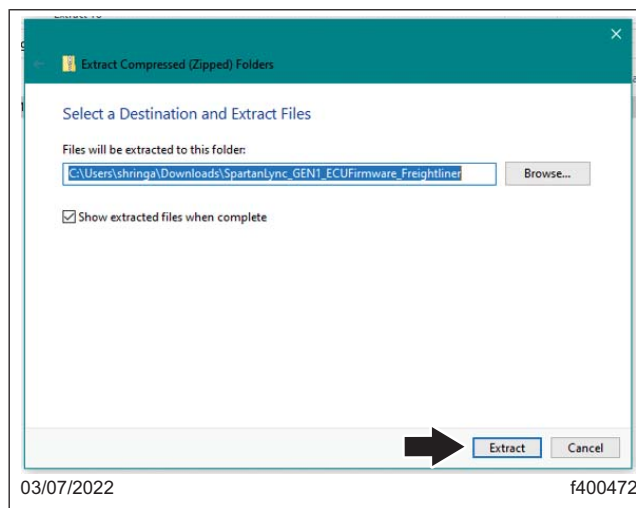 Extract Compressed (Zipped) Folders
Select a Destination and Extract Files
Files will be extracted to this folder:
C:\Users\shringa\Downloads\SpartanLync_GEN1_ECUFirmware_Freightliner
Browse...
Show extracted files when complete
Extract Cancel
03/07/2022 f400472